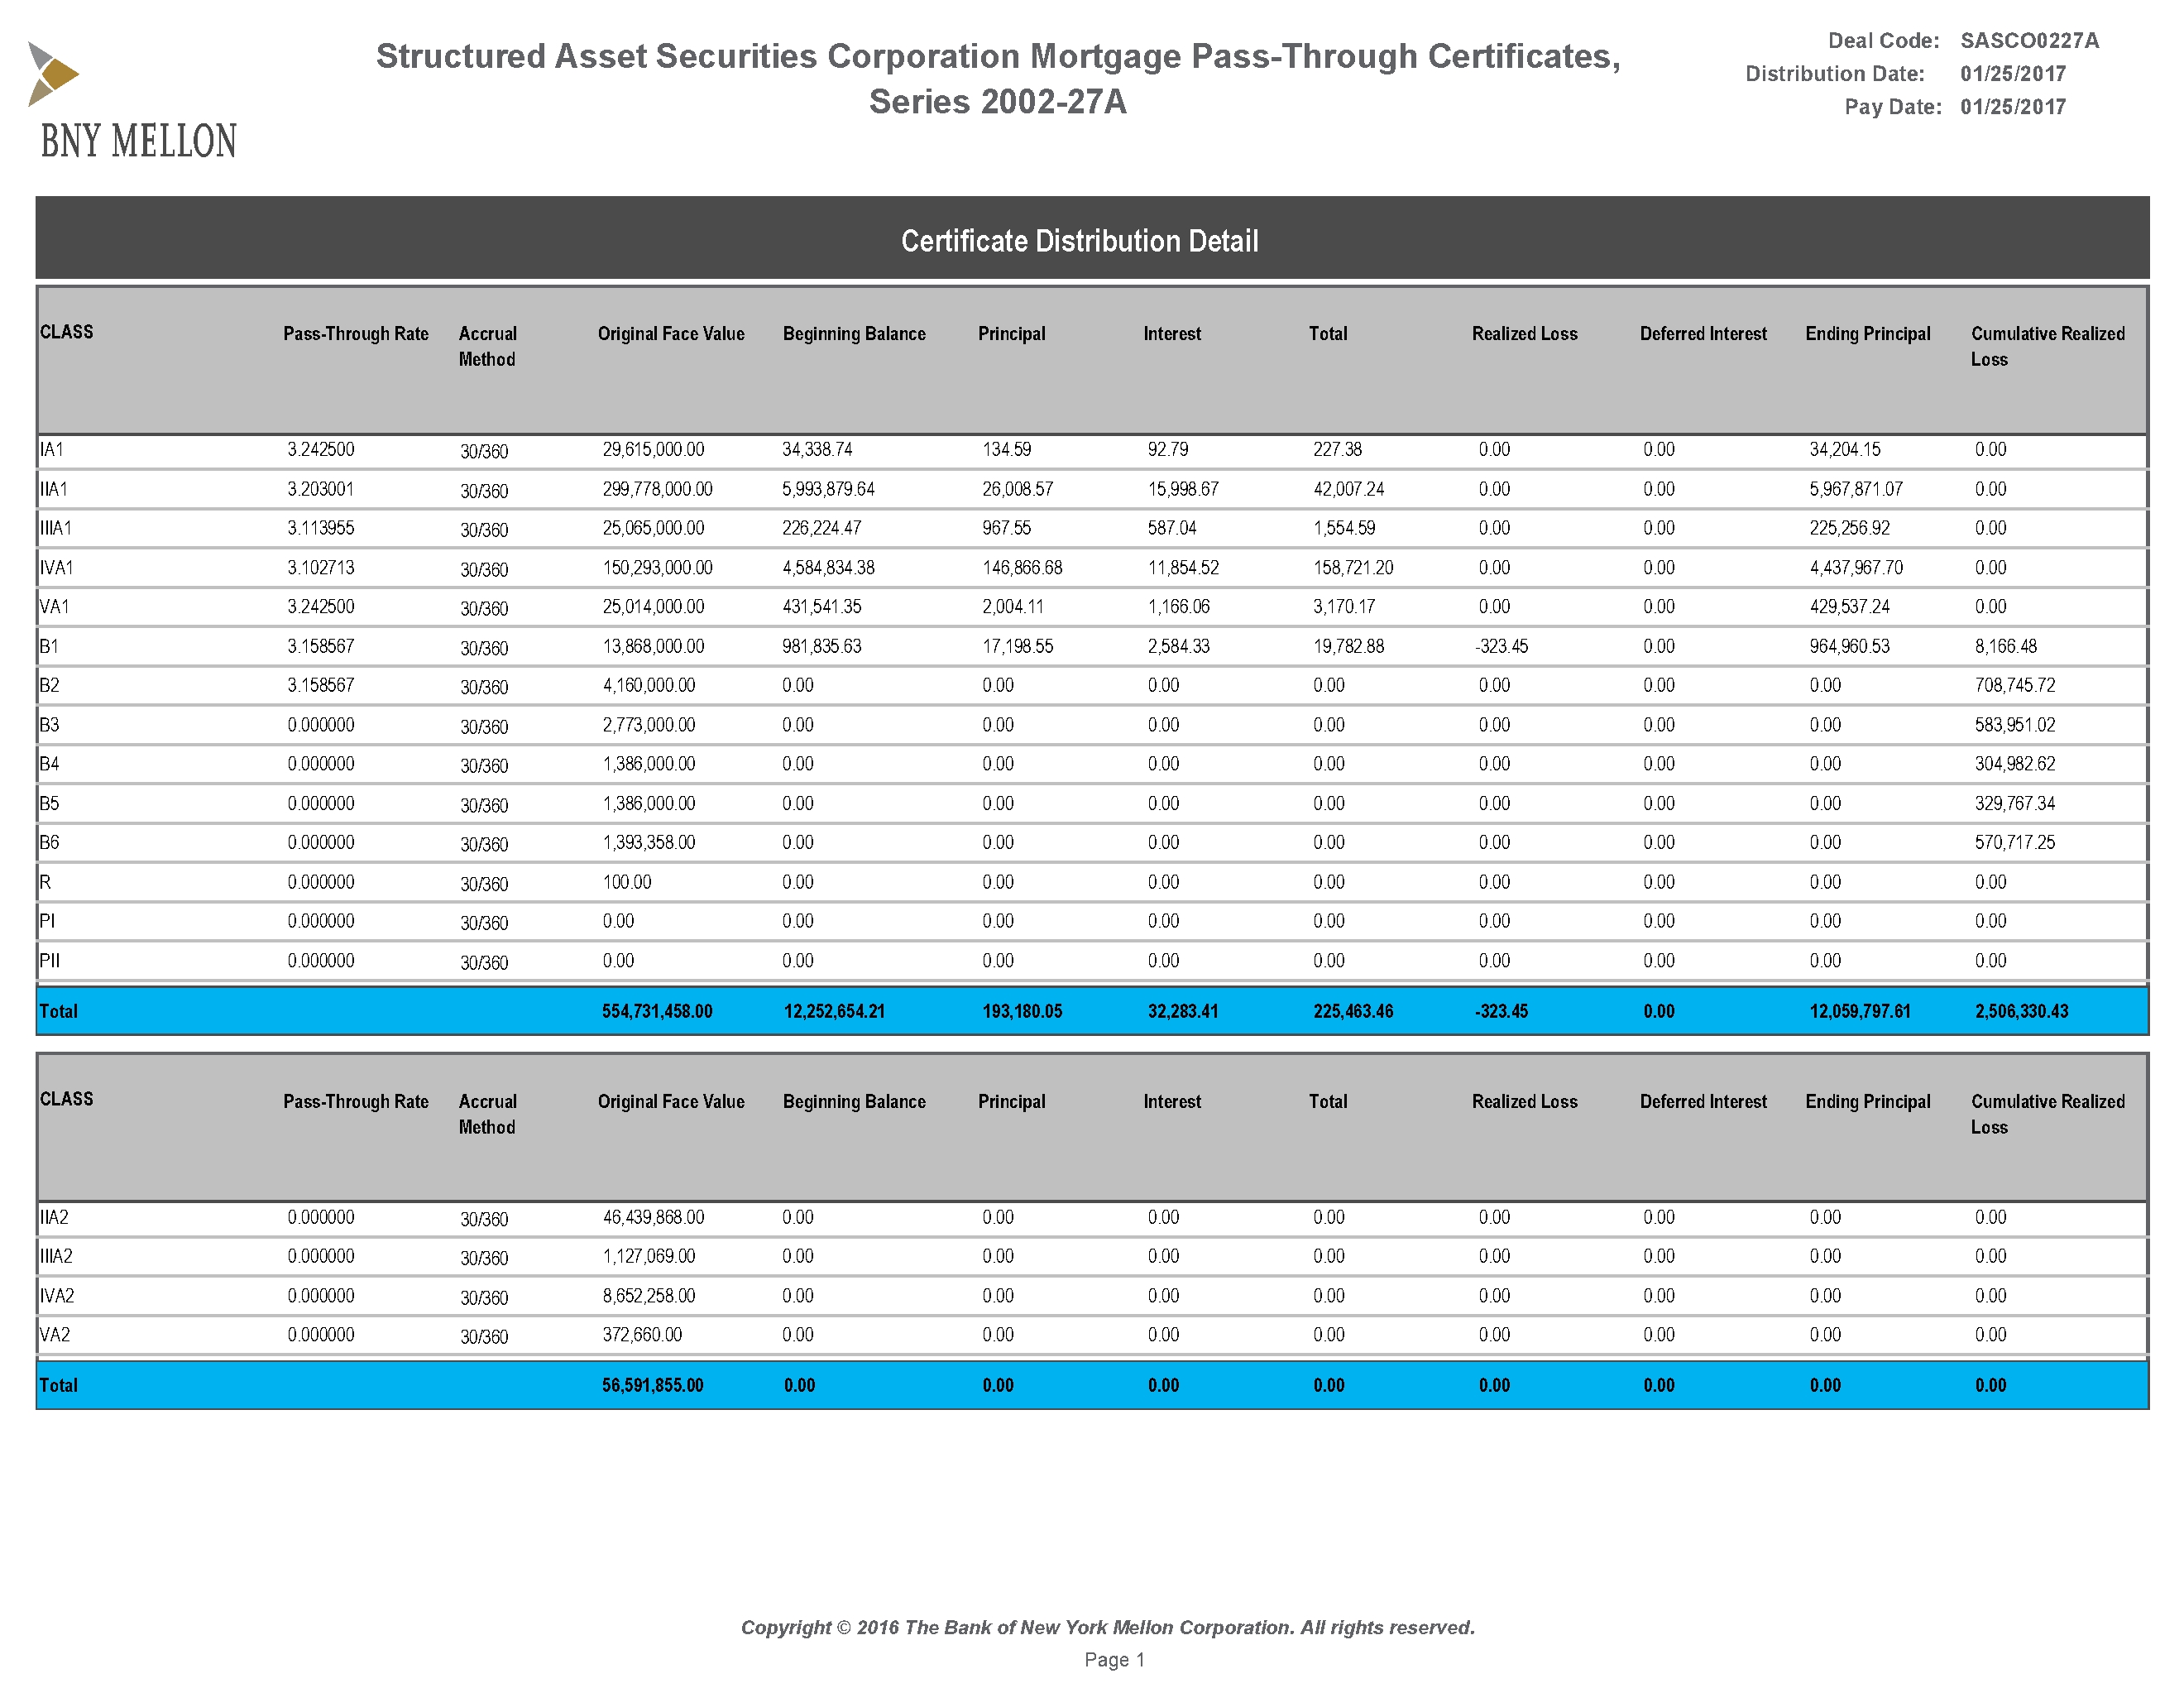 BNY MELLON
Structured Asset Securities Corporation Mortgage Pass-Through Certificates,
Series 2002-27A
Deal Code: SASCO0227A
Distribution Date: 01/25/2017
Pay Date: 01/25/2017
Certificate Distribution Detail
CLASS Pass-Through Rate Accrual Original Face Value Beginning Balance Principal Interest Total Realized Loss Deferred Interest Ending Principal Cumulative Realized
Method Loss
IA1 3.242500 30/360 29,615,000.00 34,338.74 134.59 92.79 227.38 0.00 0.00 34,204.15 0.00
IIA1 3.203001 30/360 299,778,000.00 5,993,879.64 26,008.57 15,998.67 42,007.24 0.00 0.00 5,967,871.07 0.00
IIIA1 3.113955 30/360 25,065,000.00 226,224.47 967.55 587.04 1,554.59 0.00 0.00 225,256.92 0.00
IVA1 3.102713 30/360 150,293,000.00 4,584,834.38 146,866.68 11,854.52 158,721.20 0.00 0.00 4,437,967.70 0.00
VA1 3.242500 30/360 25,014,000.00 431,541.35 2,004.11 1,166.06 3,170.17 0.00 0.00 429,537.24 0.00
B1 3.158567 30/360 13,868,000.00 981,835.63 17,198.55 2,584.33 19,782.88 -323.45 0.00 964,960.53 8,166.48
B2 3.158567 30/360 4,160,000.00 0.00 0.00 0.00 0.00 0.00 0.00 0.00 708,745.72
B3 0.000000 30/360 2,773,000.00 0.00 0.00 0.00 0.00 0.00 0.00 0.00 583,951.02
B4 0.000000 30/360 1,386,000.00 0.00 0.00 0.00 0.00 0.00 0.00 0.00 304,982.62
B5 0.000000 30/360 1,386,000.00 0.00 0.00 0.00 0.00 0.00 0.00 0.00 329,767.34
B6 0.000000 30/360 1,393,358.00 0.00 0.00 0.00 0.00 0.00 0.00 0.00 570,717.25
R 0.000000 30/360 100.00 0.00 0.00 0.00 0.00 0.00 0.00 0.00 0.00
PI 0.000000 30/360 0.00 0.00 0.00 0.00 0.00 0.00 0.00 0.00 0.00
PII 0.000000 30/360 0.00 0.00 0.00 0.00 0.00 0.00 0.00 0.00 0.00
Total 554,731,458.00 12,252,654.21 193,180.05 32,283.41 225,463.46 -323.45 0.00 12,059,797.61 2,506,330.43
CLASS Pass-Through Rate Accrual Original Face Value Beginning Balance Principal Interest Total Realized Loss Deferred Interest Ending Principal Cumulative Realized
Method Loss
IIA2 0.000000 30/360 46,439,868.00 0.00 0.00 0.00 0.00 0.00 0.00 0.00 0.00
IIIA2 0.000000 30/360 1,127,069.00 0.00 0.00 0.00 0.00 0.00 0.00 0.00 0.00
IVA2 0.000000 30/360 8,652,258.00 0.00 0.00 0.00 0.00 0.00 0.00 0.00 0.00
VA2 0.000000 30/360 372,660.00 0.00 0.00 0.00 0.00 0.00 0.00 0.00 0.00
Total 56,591,855.00 0.00 0.00 0.00 0.00 0.00 0.00 0.00 0.00
Copyright © 2016 The Bank of New York Mellon Corporation. All rights reserved.
Page 1